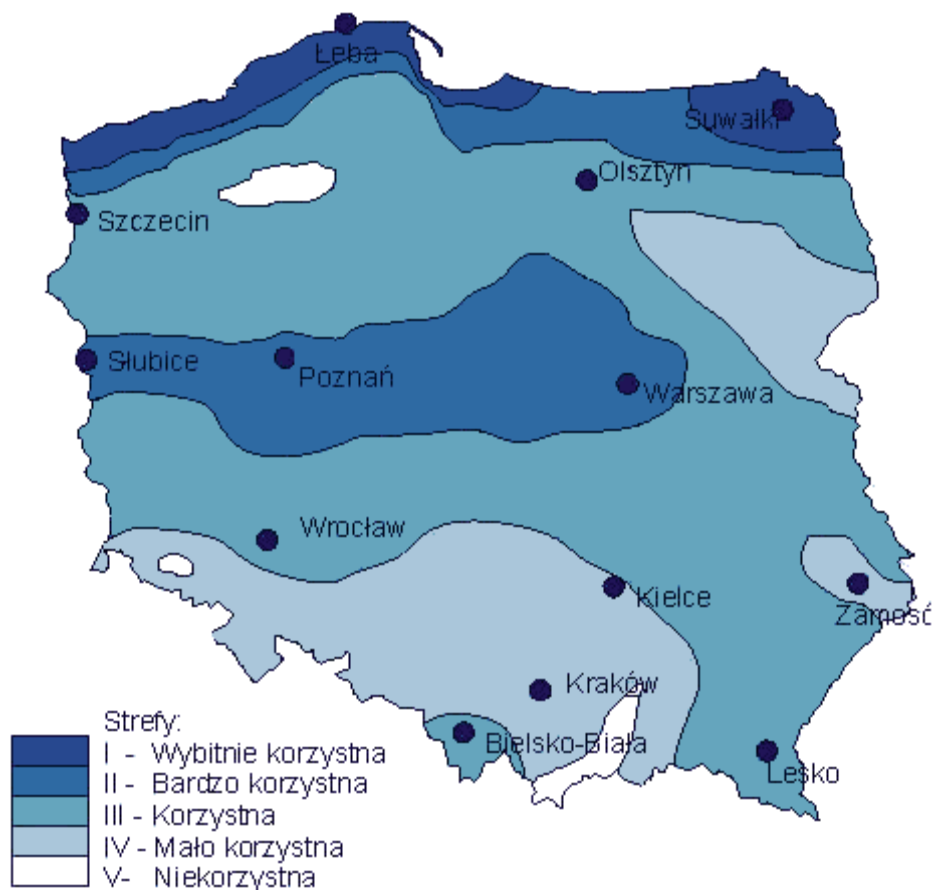 Łeba
Suwałki
Olsztyn
Szczecin
Słubice
Poznań
Warszawa
Wrocław
Kielce
Zamość
Kraków
Bielsko-Biała
Lesko
Strefy:
I - Wybitnie korzystna
II - Bardzo korzystna
III - Korzystna
IV - Mało korzystna
V- Niekorzystna